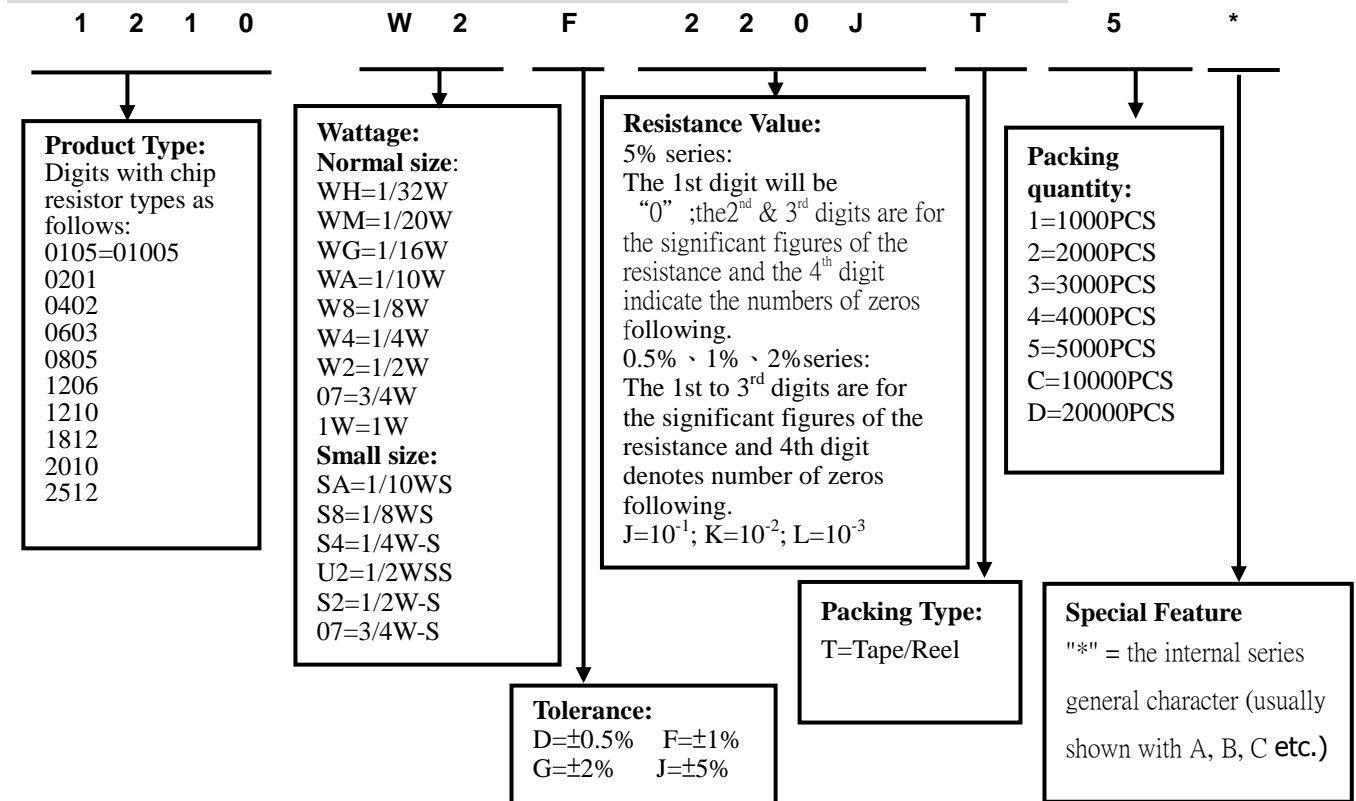 1 2 1 0 W 2 F 2 2 0 J T 5 *
Product Type:
Digits with chip
resistor types as
follows:
0105=01005
0201
0402
0603
0805
1206
1210
1812
2010
2512
Wattage:
Normal size:
WH=1/32W
WM=1/20W
WG=1/16W
WA=1/10W
W8=1/8W
W4=1/4W
W2=1/2W
07=3/4W
1W=1W
Small size:
SA=1/10WS
S8=1/8WS
S4=1/4W-S
U2=1/2WSS
S2=1/2W-S
07=3/4W-S
Tolerance:
D=±0.5% F=±1%
G=±2% J=±5%
Resistance Value:
5% series:
The 1st digit will be
“0” ;the2nd & 3rd digits are for
the significant figures of the
resistance and the 4th digit
indicate the numbers of zeros
following.
0.5%、1%、2%series:
The 1st to 3rd digits are for
the significant figures of the
resistance and 4th digit
denotes number of zeros
following.
J=10-1; K=10-2; L=10-3
Packing Type:
T=Tape/Reel
Packing
quantity:
1=1000PCS
2=2000PCS
3=3000PCS
4=4000PCS
5=5000PCS
C=10000PCS
D=20000PCS
Special Feature
"*" = the internal series
general character (usually
shown with A, B, C etc.)